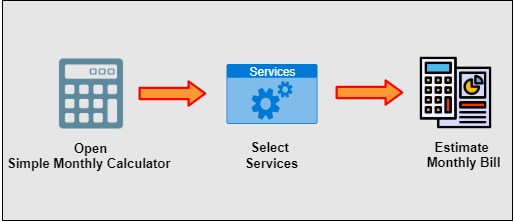 Services
Open
Simple Monthly Calculator
Select
Services
Estimate
Monthly Bill